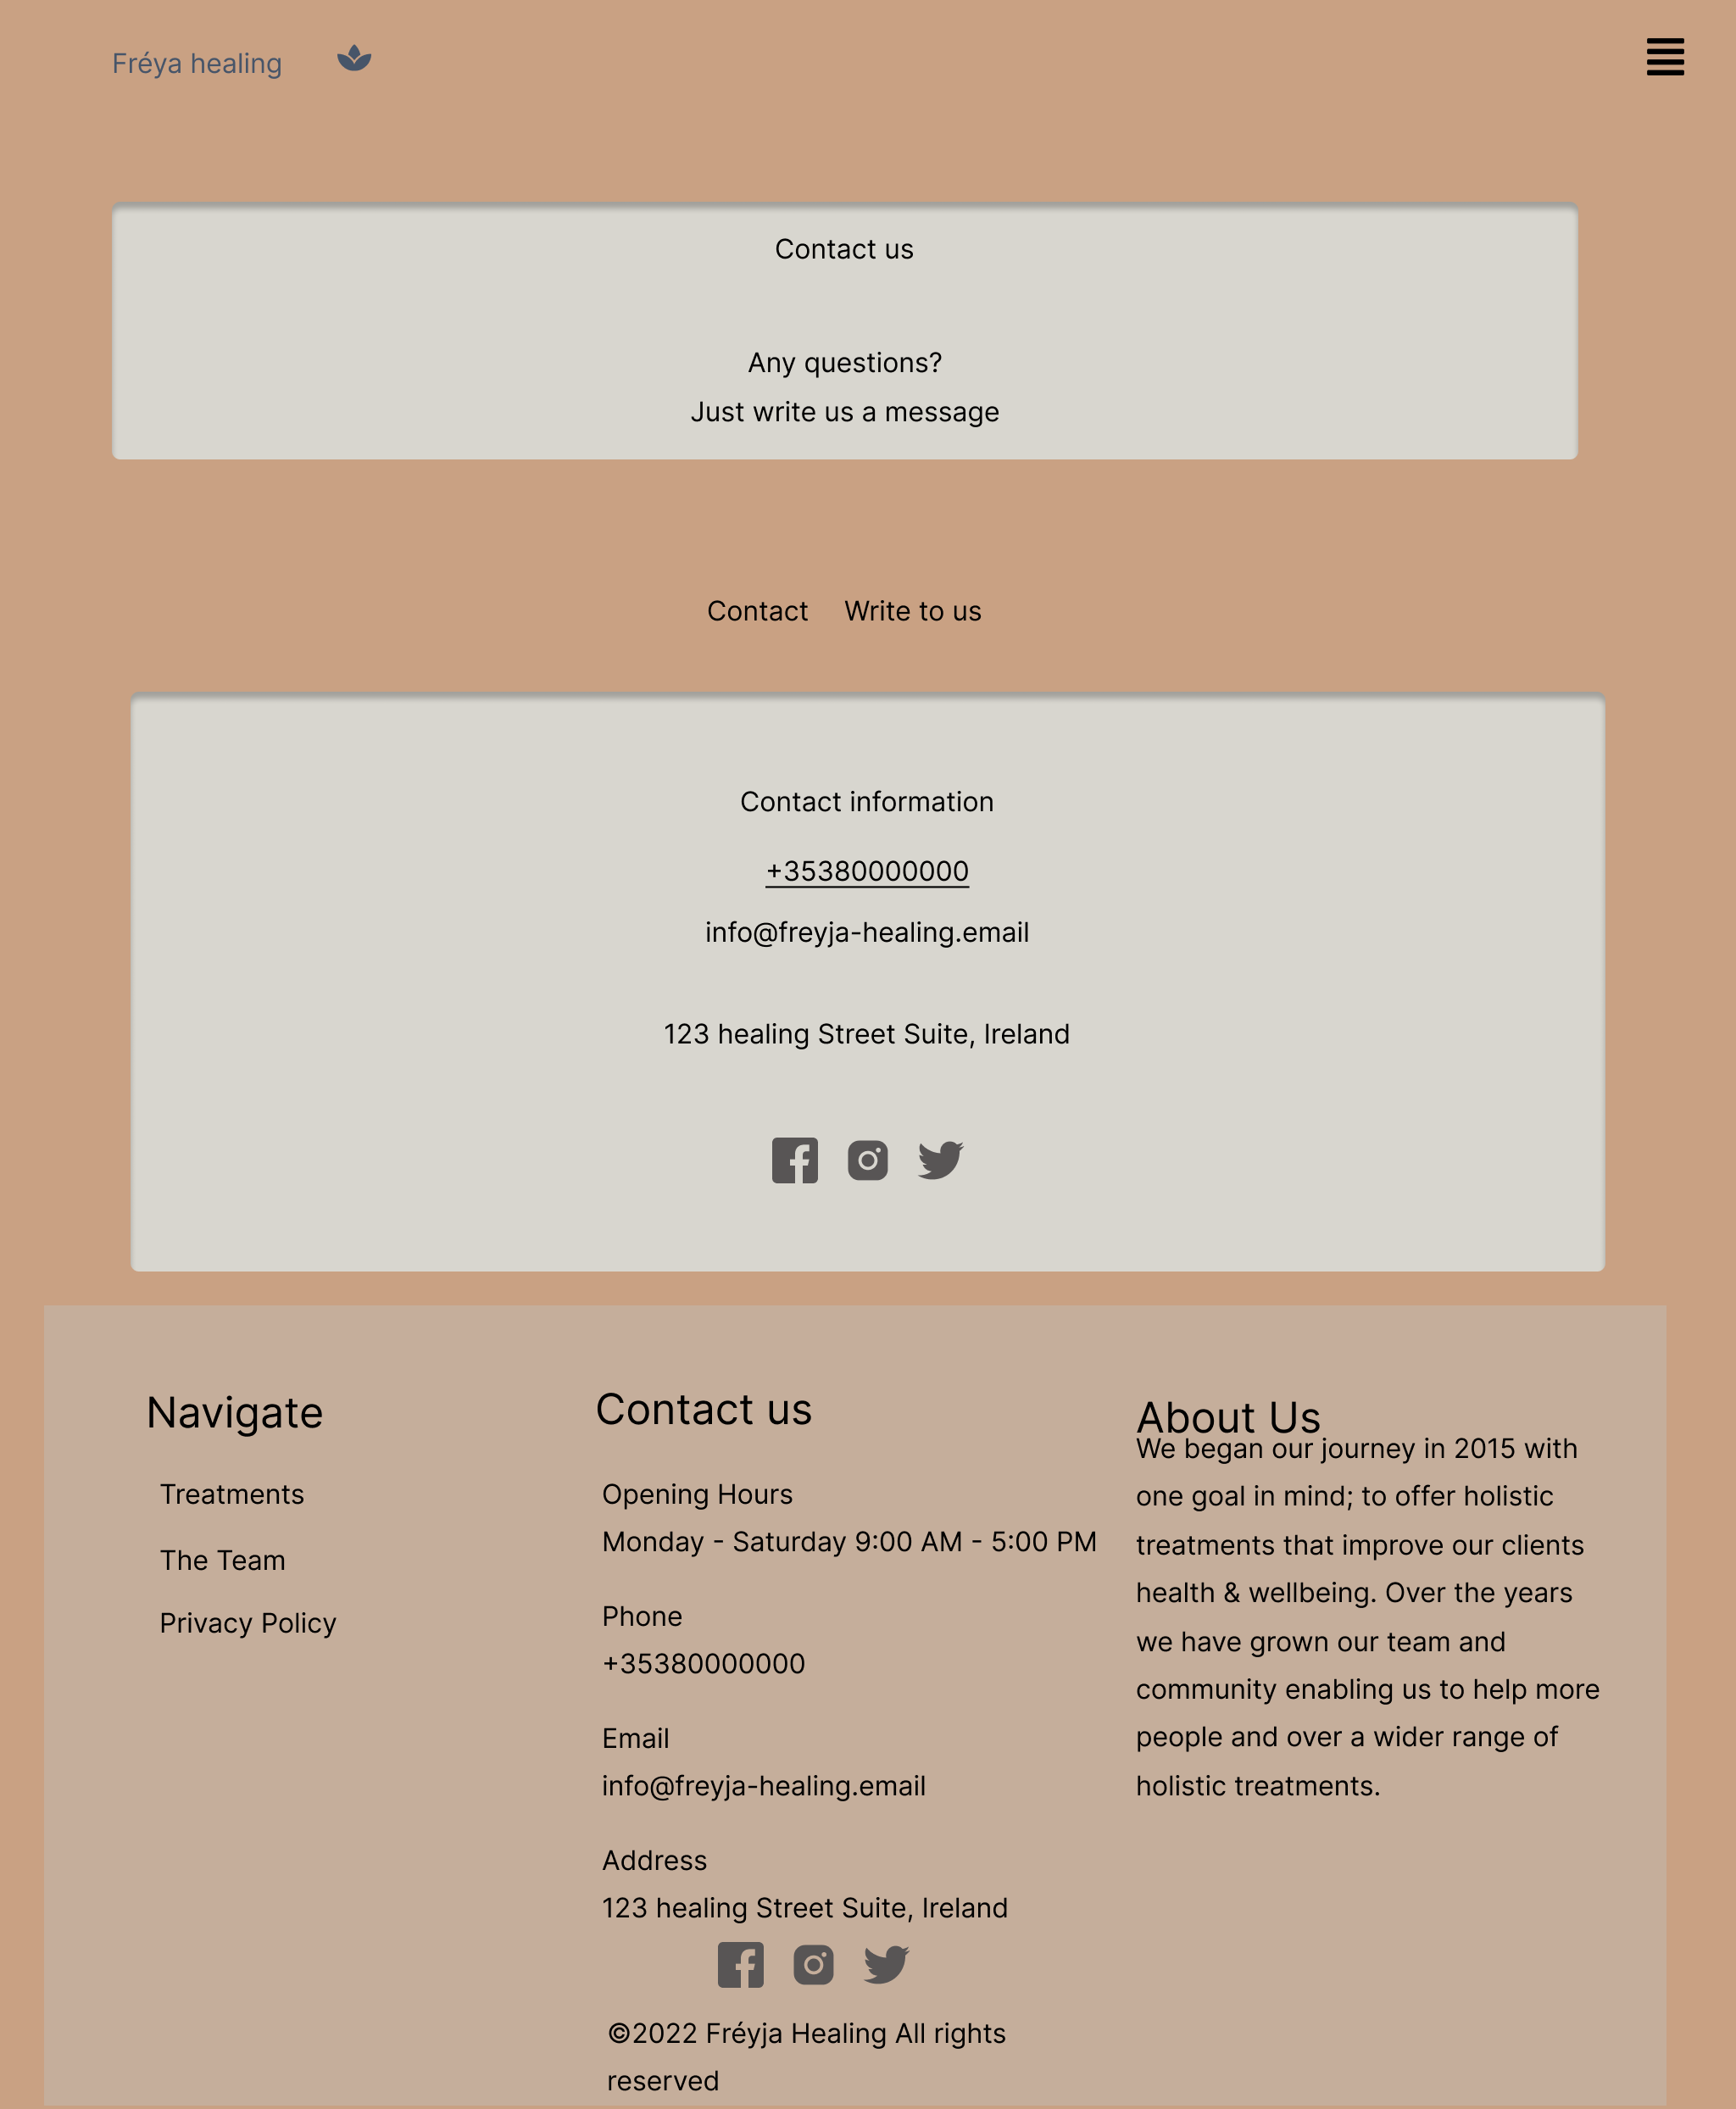 Fréya healing
Contact us
Any questions?
Just write us a message
Contact
Write to us
Contact information
+35380000000
info@freyja-healing.email
123 healing Street Suite, Ireland
Navigate
Treatments
The Team
Privacy Policy
Contact us
Opening Hours
Monday - Saturday 9:00 AM - 5:00 PM
Phone
+35380000000
Email
info@freyja-healing.email
Address
123 healing Street Suite, Ireland
©2022 Fréyja Healing All rights
reserved
About Us
We began our journey in 2015 with
one goal in mind; to offer holistic
treatments that improve our clients
health & wellbeing. Over the years
we have grown our team and
community enabling us to help more
people and over a wider range of
holistic treatments.